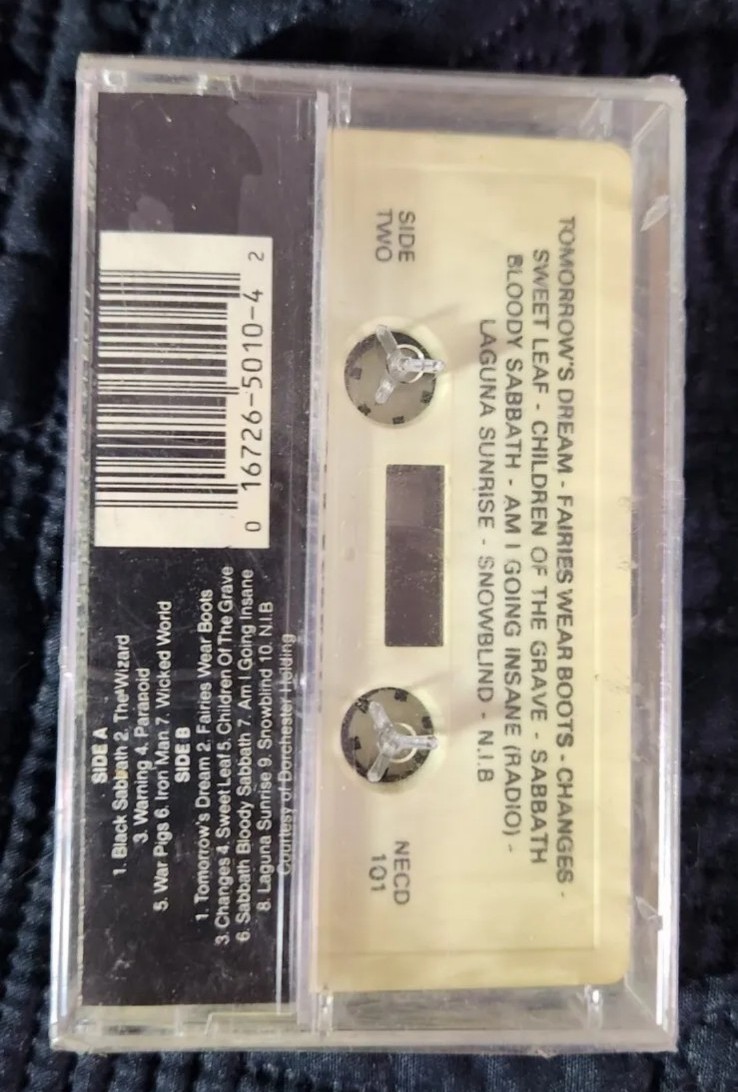 SIDE A
1. Black Sabbath 2. The Wizard
3. Warning 4. Paranoid
5. War Pigs 6. Iron Man 7. Wicked World
SIDE B
1. Tomorrow's Dream 2. Fairies Wear Boots
3. Changes 4. Sweet Leaf 5. Children Of The Grave
6. Sabbath Bloody Sabbath 7. Am I Going Insane
8. Laguna Sunrise 9. Snowblind 10. N.I.B
Courtesy of Dorchester Holding
0 16726-5010-4 2
SIDE
TWO
NECD
101
TOMORROW'S DREAM - FAIRIES WEAR BOOTS - CHANGES -
SWEET LEAF - CHILDREN OF THE GRAVE - SABBATH
BLOODY SABBATH - AM I GOING INSANE (RADIO) -
LAGUNA SUNRISE - SNOWBLIND - N.I.B